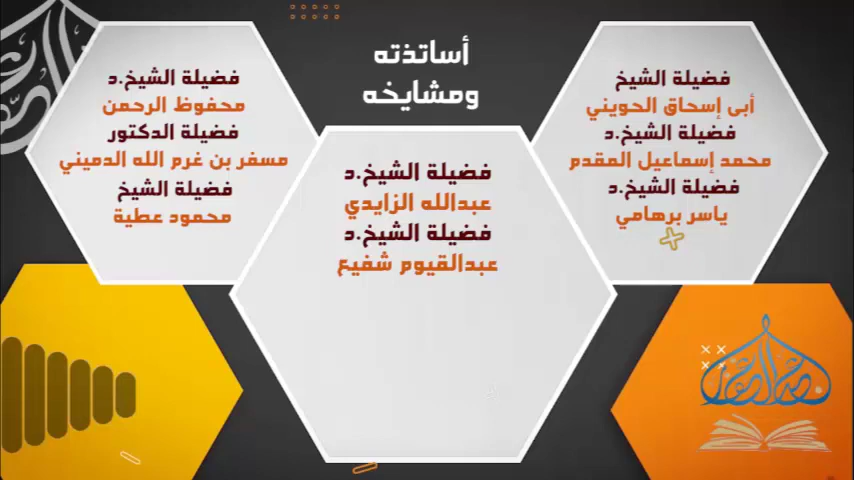 أساتذته
ومشايخه
فضيلة الشيخ
أبى إسحاق الحويني
فضيلة الشيخ.د
محمد إسماعيل المقدم
فضيلة الشيخ.د
ياسر برهامي
فضيلة الشيخ.د
عبدالله الزايدي
فضيلة الشيخ.د
عبدالقيوم شفيع
فضيلة الشيخ.د
محفوظ الرحمن
فضيلة الدكتور
مسفر بن غرم الله الدميني
فضيلة الشيخ
محمود عطية